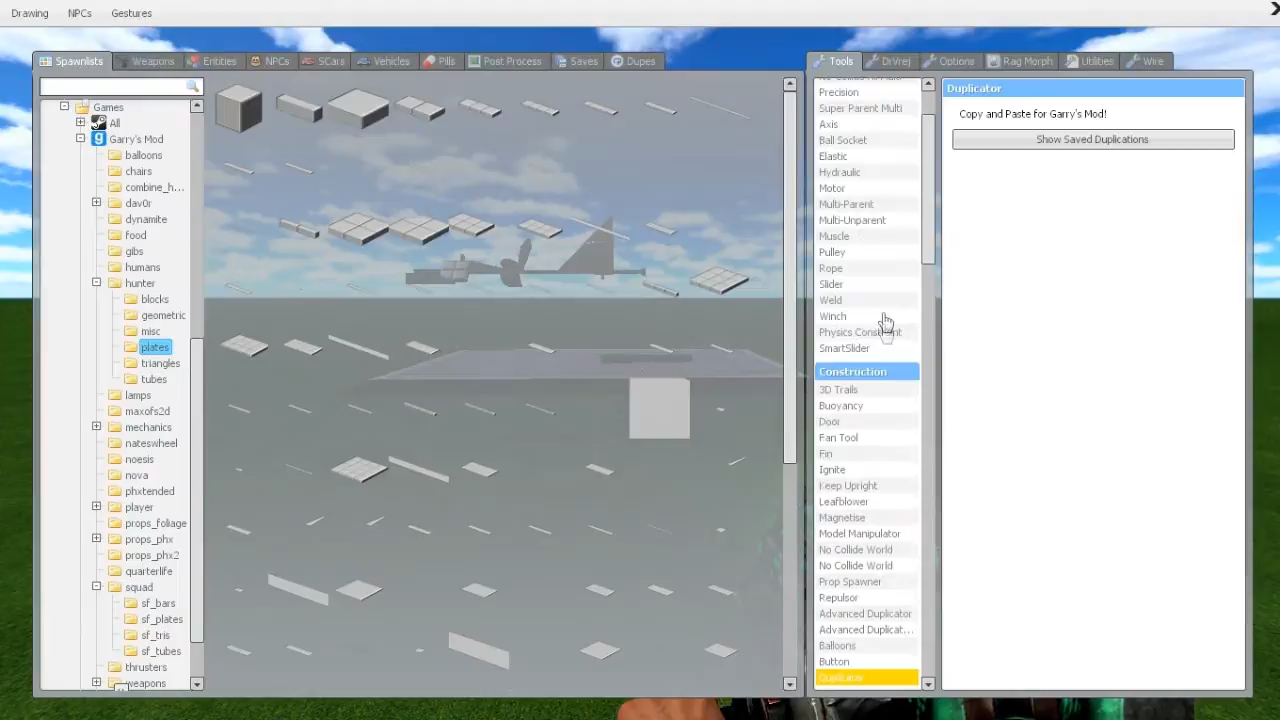 Drawing NPCs Gestures
Spawnlists Weapons Entities NPCs SCars Vehicles Pills Post Process Saves Dupes
Games
All
Garry's Mod
balloons
chairs
combine_h...
dav0r
dynamite
food
gibs
humans
hunter
blocks
geometric
misc
plates
triangles
tubes
lamps
maxofs2d
mechanics
nateswheel
noesis
nova
phxtended
player
props_foliage
props_phx
props_phx2
quarterlife
squad
sf_bars
sf_plates
sf_tris
sf_tubes
thrusters
weapons
Tools DrVrej Options Rag Morph Utilities Wire
Precision
Super Parent Multi
Axis
Ball Socket
Elastic
Hydraulic
Motor
Multi-Parent
Multi-Unparent
Muscle
Pulley
Rope
Slider
Weld
Winch
Physics Constraint
SmartSlider
Construction
3D Trails
Buoyancy
Door
Fan Tool
Fin
Ignite
Keep Upright
Leafblower
Magnetise
Model Manipulator
No Collide World
No Collide World
Prop Spawner
Repulsor
Advanced Duplicator
Advanced Duplicat...
Balloons
Button
Duplicator
Duplicator
Copy and Paste for Garry's Mod!
Show Saved Duplications